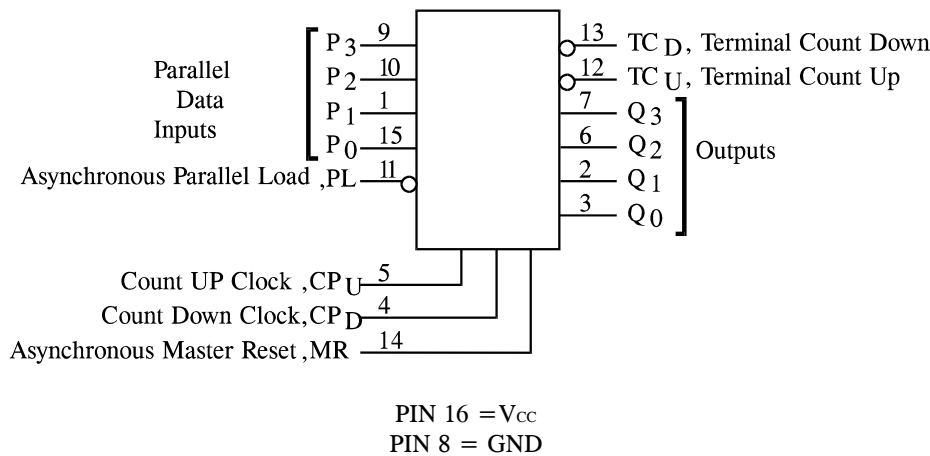 P3 9
P2 10
P1 1
P0 15
Parallel
Data
Inputs
Asynchronous Parallel Load ,PL 11
13 TC D, Terminal Count Down
12 TC U, Terminal Count Up
7 Q3
6 Q2
2 Q1
3 Q0
Outputs
Count UP Clock ,CPU 5
Count Down Clock,CPD 4
Asynchronous Master Reset ,MR 14
PIN 16 =VCC
PIN 8 = GND